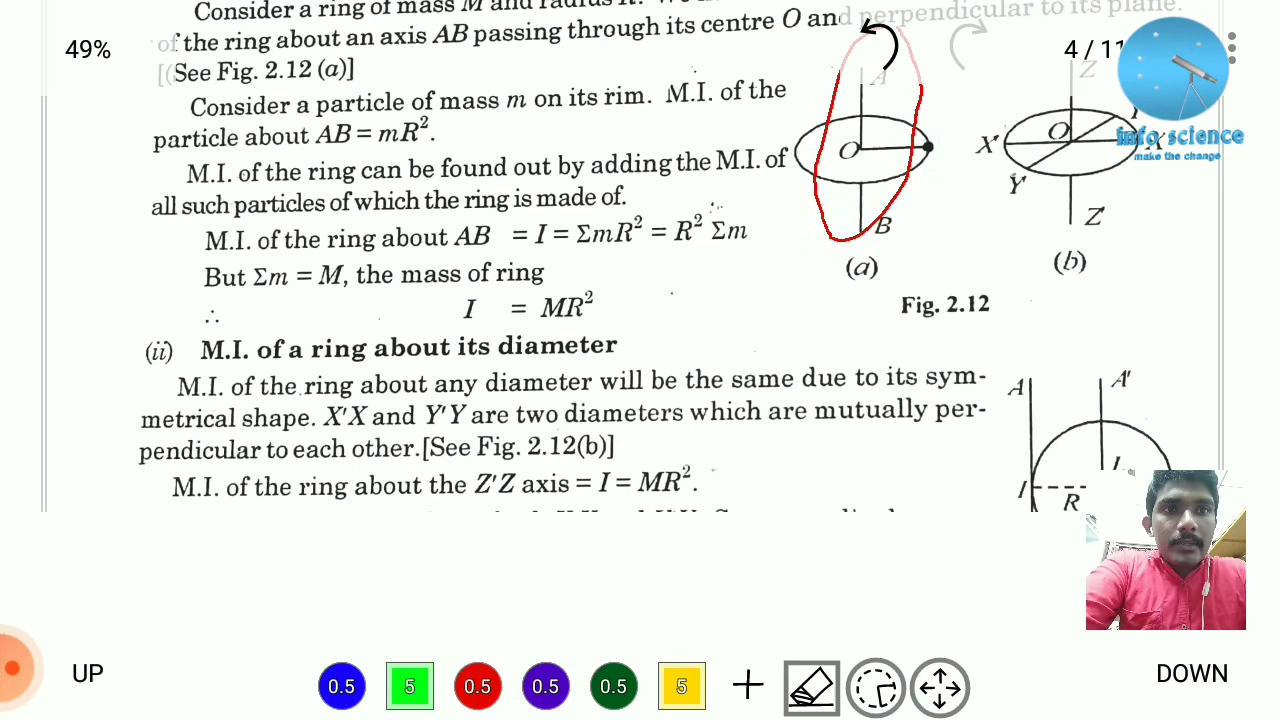 Consider a ring of mass M and radius R.
of the ring about an axis AB passing through its centre O and perpendicular to its plane.
[(See Fig. 2.12 (a)]
49%
4 / 11
Consider a particle of mass m on its rim. M.I. of the
particle about AB = mR².
M.I. of the ring can be found out by adding the M.I. of
all such particles of which the ring is made of.
M.I. of the ring about AB = I = ΣmR² = R² Σm
But Σm = M, the mass of ring
∴ I = MR²
A
O
B
(a)
Z
O
X'
X
Y'
Z'
(b)
Fig. 2.12
info science
make the change
(ii) M.I. of a ring about its diameter
M.I. of the ring about any diameter will be the same due to its sym-
metrical shape. X'X and Y'Y are two diameters which are mutually per-
pendicular to each other.[See Fig. 2.12(b)]
M.I. of the ring about the Z'Z axis = I = MR².
A
A'
I
I
R
UP
0.5
5
0.5
0.5
0.5
5
DOWN